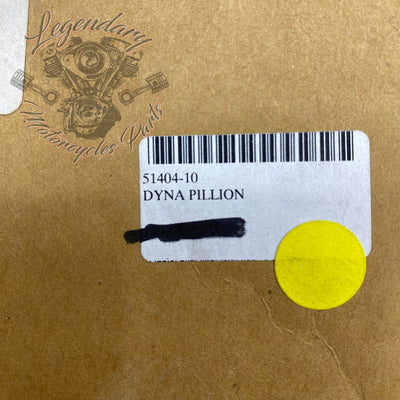 Legendary
Motorcycles Parts
51404-10
DYNA PILLION